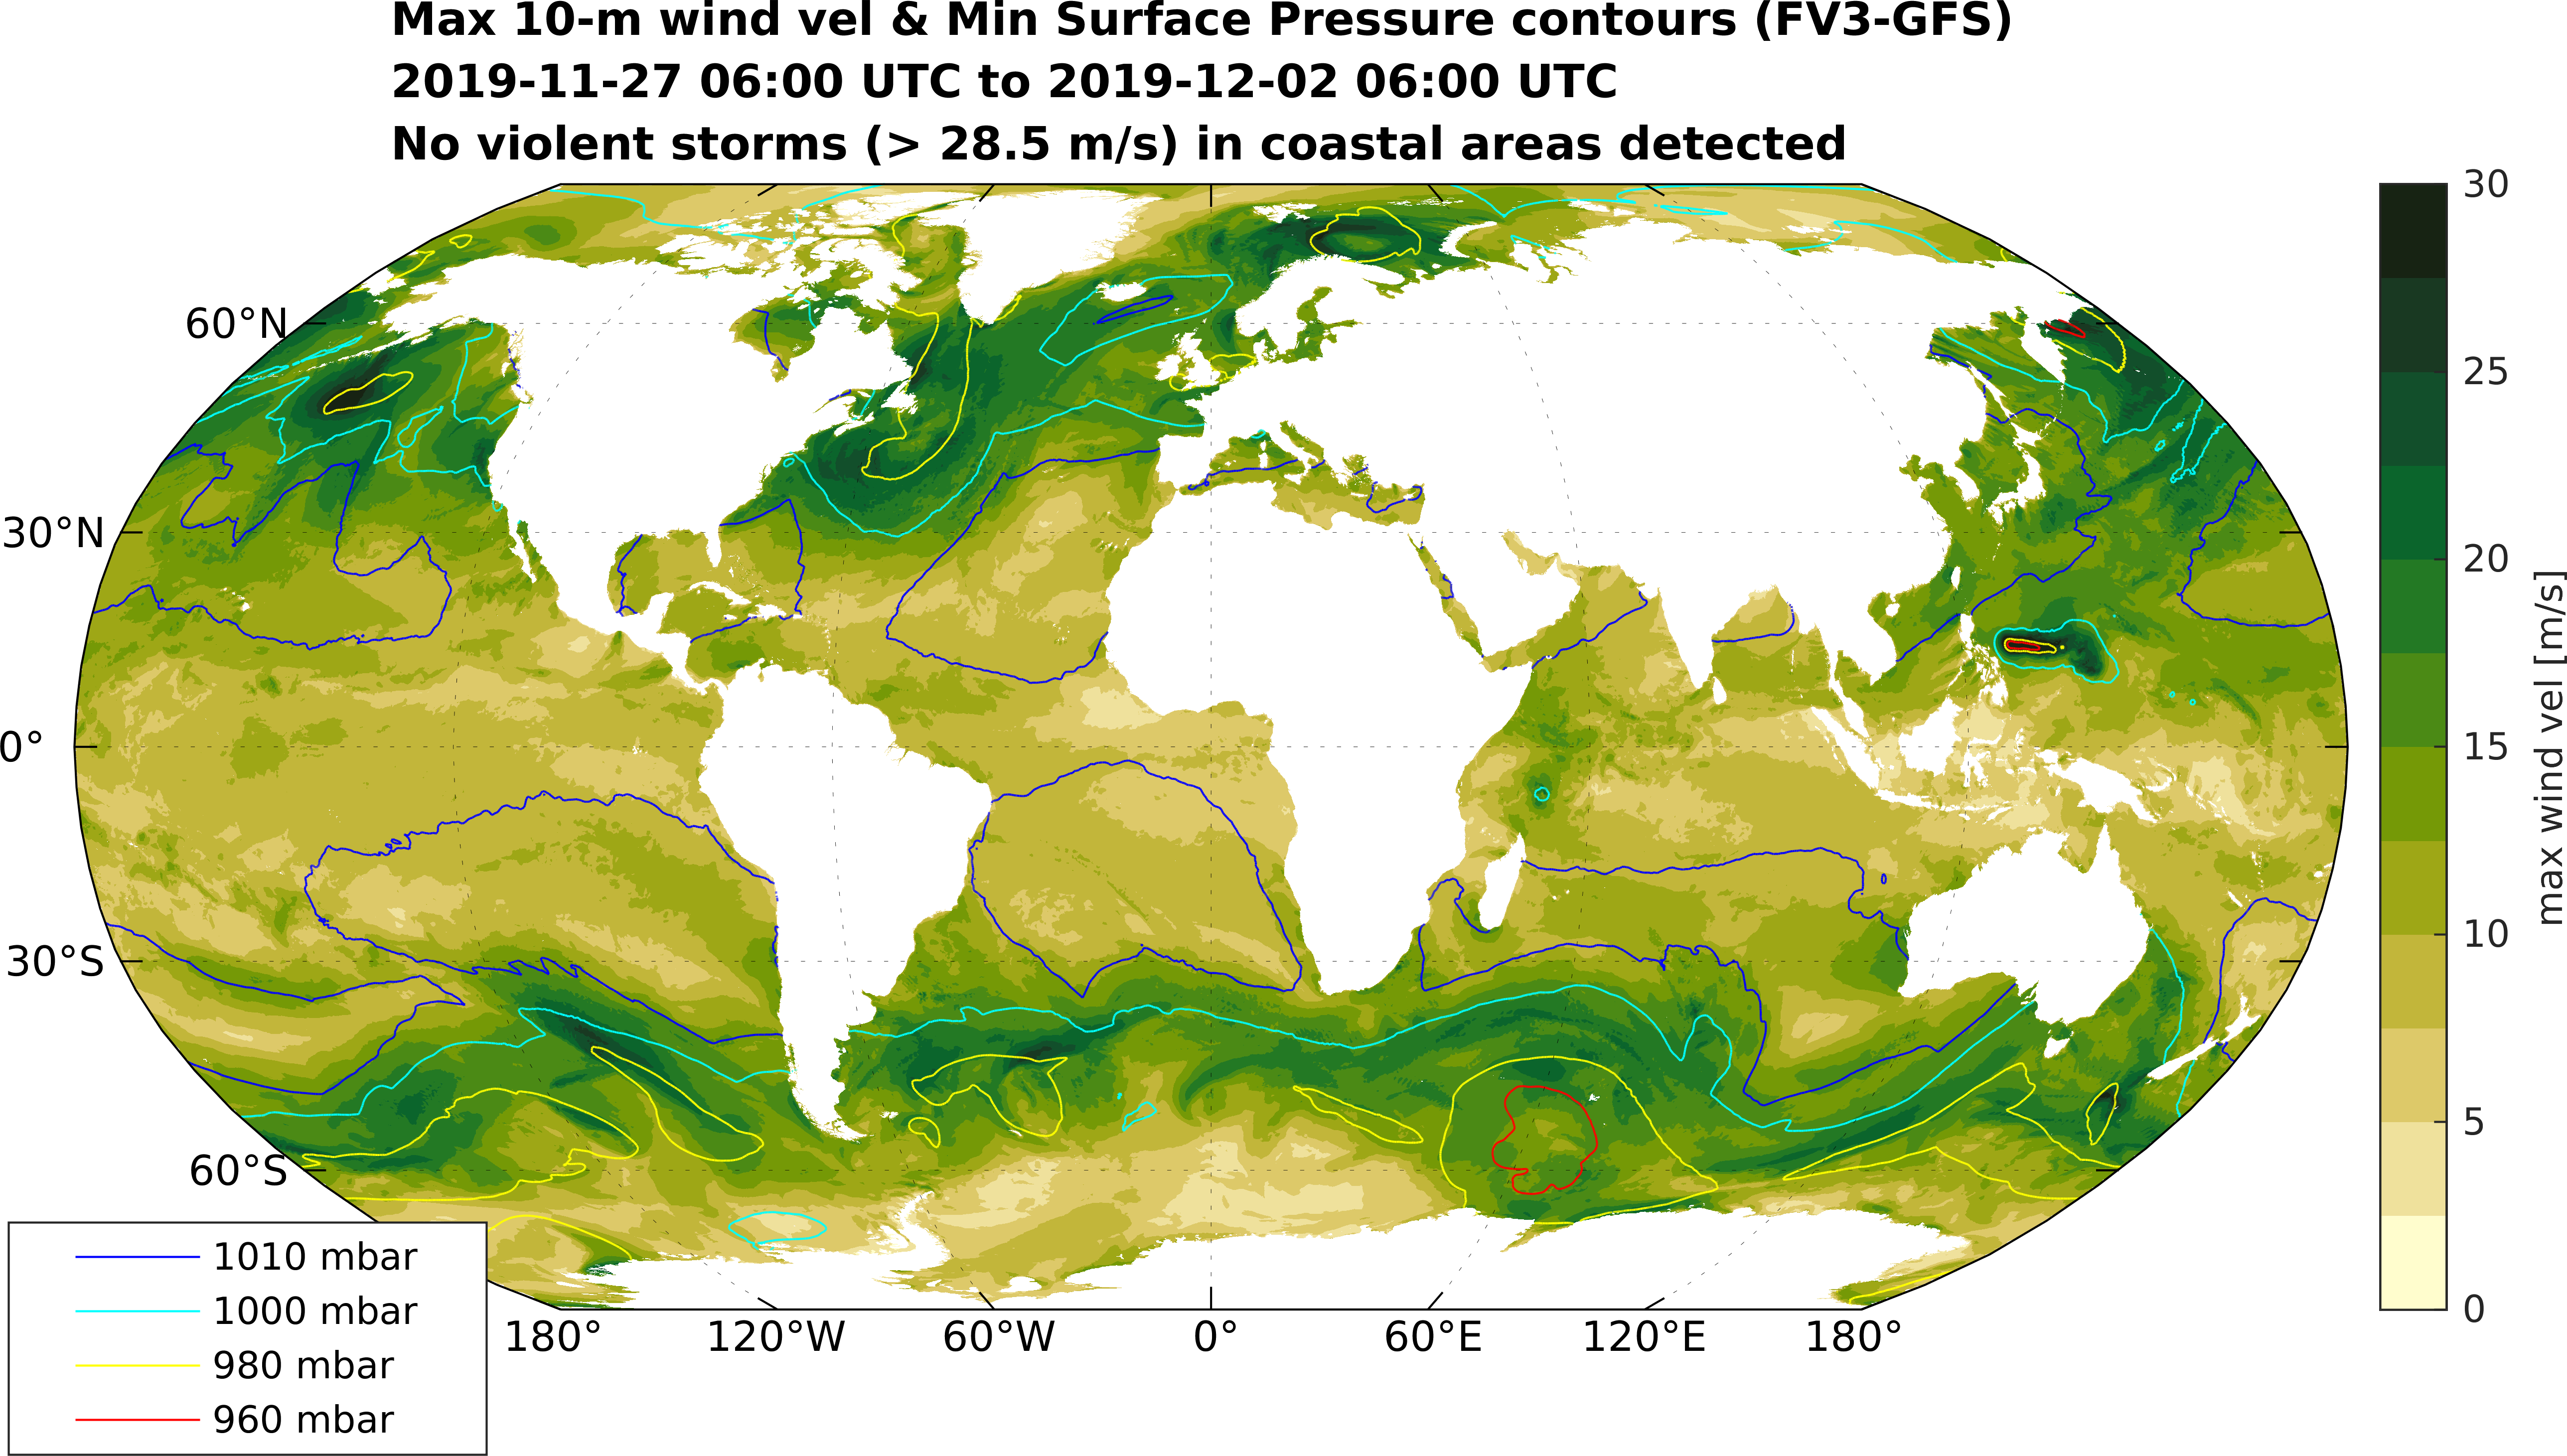 Max 10-m wind vel & Min Surface Pressure contours (FV3-GFS)
2019-11-27 06:00 UTC to 2019-12-02 06:00 UTC
No violent storms (> 28.5 m/s) in coastal areas detected
60°N
30°N
0°
30°S
60°S
180°
120°W
60°W
0°
60°E
120°E
180°
1010 mbar
1000 mbar
980 mbar
960 mbar
30
25
20
15
10
5
0
max wind vel [m/s]